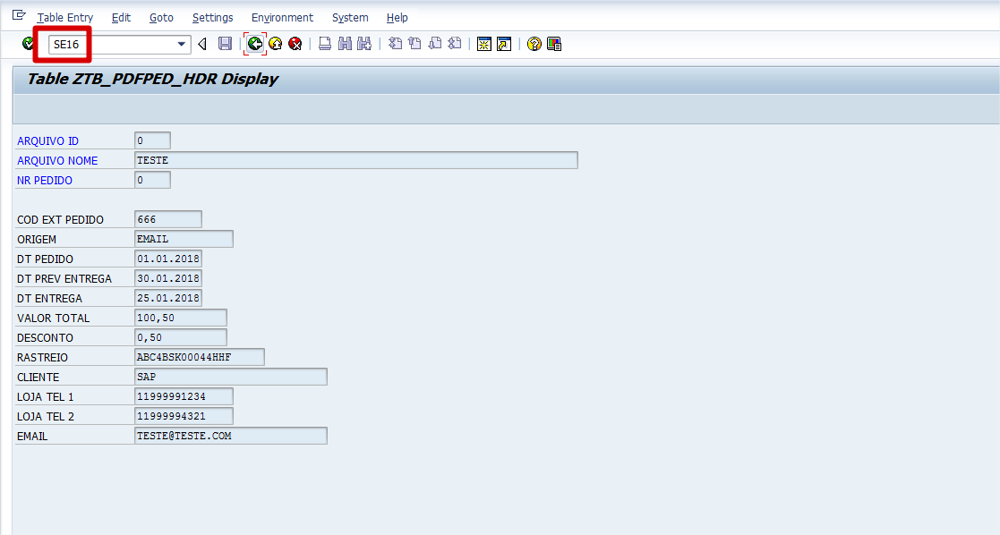 Table Entry Edit Goto Settings Environment System Help
SE16
Table ZTB_PDFPED_HDR Display
ARQUIVO ID 0
ARQUIVO NOME TESTE
NR PEDIDO 0
COD EXT PEDIDO 666
ORIGEM EMAIL
DT PEDIDO 01.01.2018
DT PREV ENTREGA 30.01.2018
DT ENTREGA 25.01.2018
VALOR TOTAL 100,50
DESCONTO 0,50
RASTREIO ABC4BSK00044HHF
CLIENTE SAP
LOJA TEL 1 11999991234
LOJA TEL 2 11999994321
EMAIL TESTE@TESTE.COM